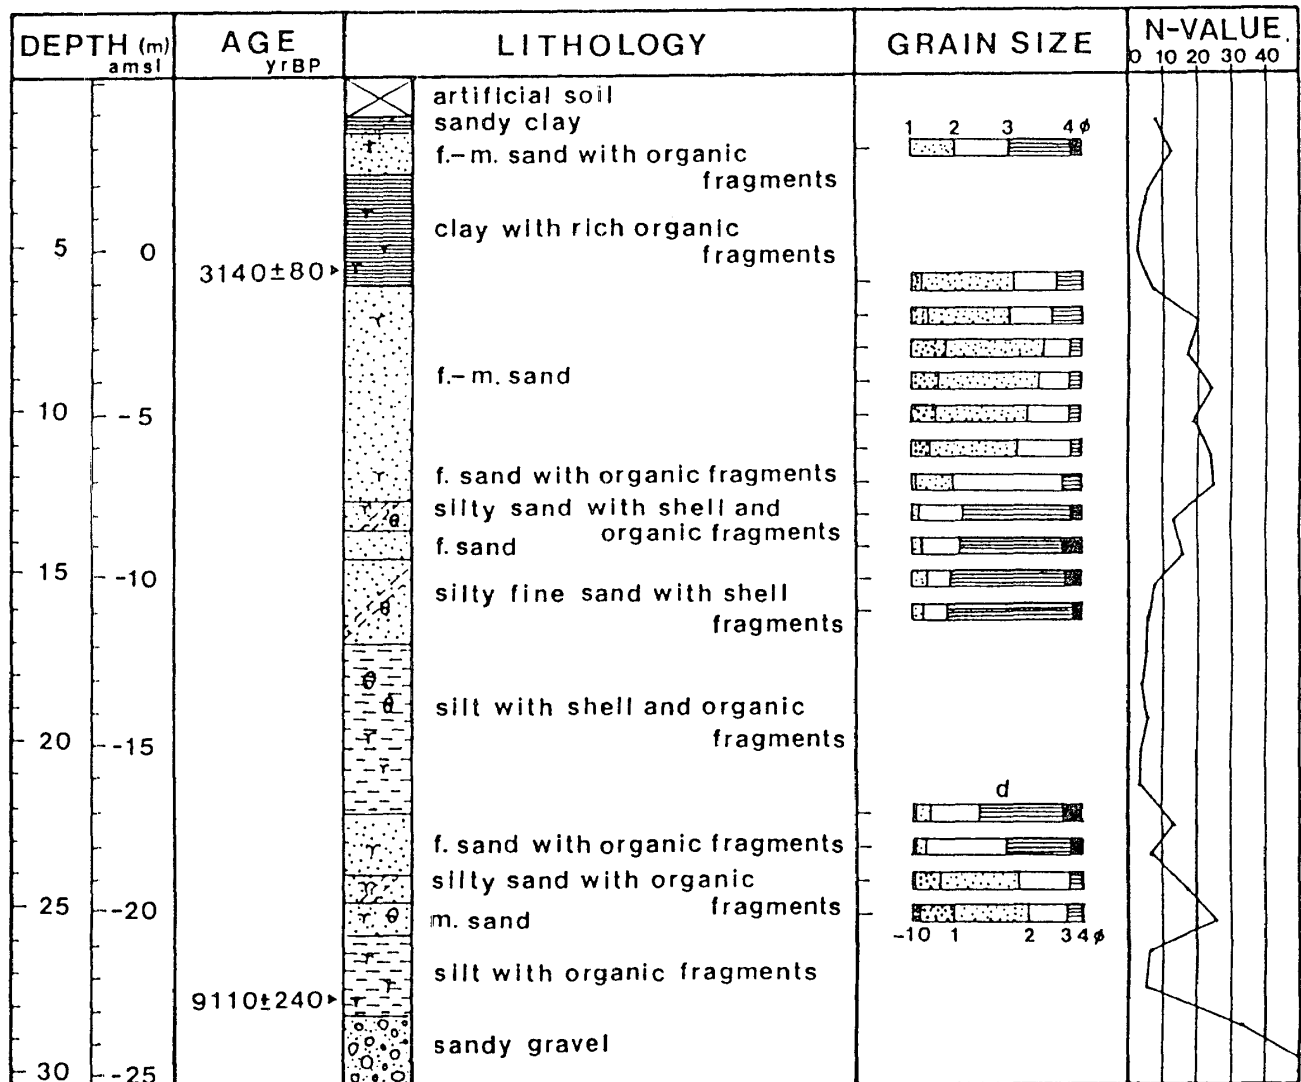 DEPTH (m) AGE LITHOLOGY GRAIN SIZE N-VALUE
amsl yrBP 0 10 20 30 40
artificial soil
sandy clay
1 2 3 4 ø
f.-m. sand with organic
fragments
clay with rich organic
5 0 fragments
3140±80
f.-m. sand
10 -5
f. sand with organic fragments
silty sand with shell and
organic fragments
f. sand
15 -10
silty fine sand with shell
fragments
silt with shell and organic
20 -15 fragments
d
f. sand with organic fragments
silty sand with organic
25 -20 fragments
m. sand
-1 0 1 2 3 4 ø
silt with organic fragments
9110±240
sandy gravel
30 -25